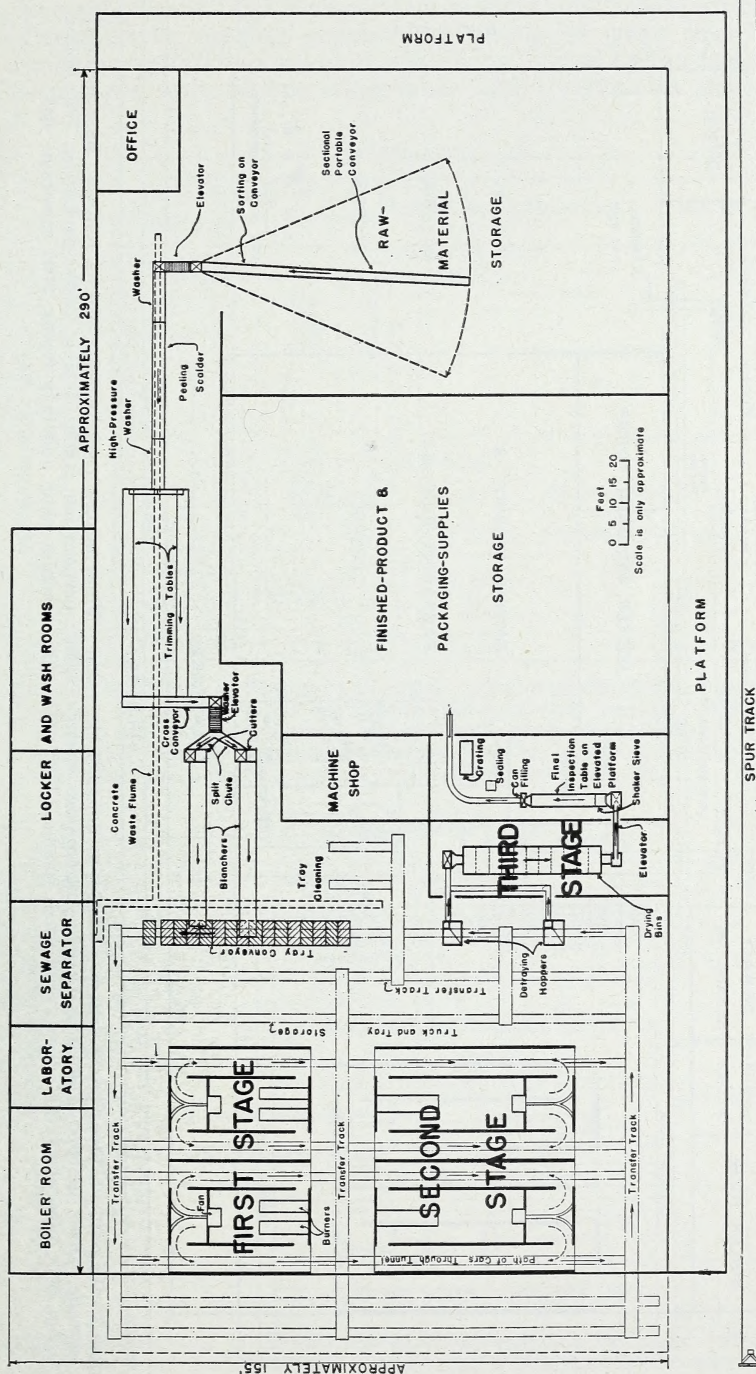 PLATFORM
OFFICE
APPROXIMATELY 290'
Elevator
Sorting on
Conveyor
Sectional
Portable
Conveyor
RAW-
MATERIAL
STORAGE
Washer
Peeling
Scalder
High-Pressure
Washer
Trimming Tables
LOCKER AND WASH ROOMS
Cross
Conveyor
Washer
Elevator
Cutters
Split
Chute
Blanchers
Concrete
Waste Flume
FINISHED-PRODUCT &
PACKAGING-SUPPLIES
STORAGE
Feet
0 5 10 15 20
Scale is only approximate
MACHINE
SHOP
Crating
Sealing
Can
Filling
Final
Inspection
Table on
Elevated
Platform
Shaker Sieve
Elevator
THIRD
STAGE
Drying
Bins
Tray
Cleaning
Detraying
Hoppers
Tray Conveyor
SEWAGE
SEPARATOR
Transfer Track
Storage
Truck and Tray
LABOR-
ATORY
BOILER ROOM
Transfer Track
FIRST STAGE
Fan
Burners
Transfer Track
SECOND
STAGE
Path of Cars Through Tunnel
Transfer Track
APPROXIMATELY 155'
PLATFORM
SPUR TRACK